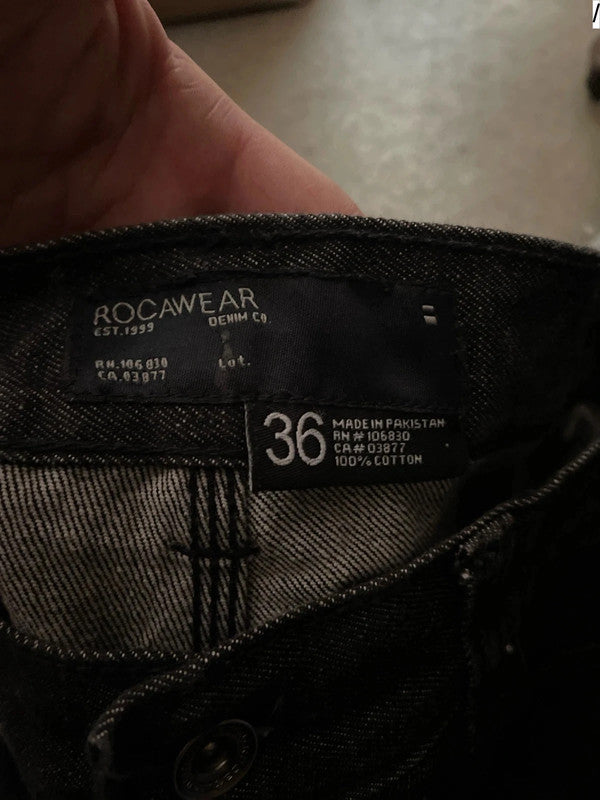 ROCAWEAR
EST.1999 DENIM CO.
RN.106830 Lot.
CA.03877
36
MADE IN PAKISTAN
RN # 106830
CA # 03877
100% COTTON
/